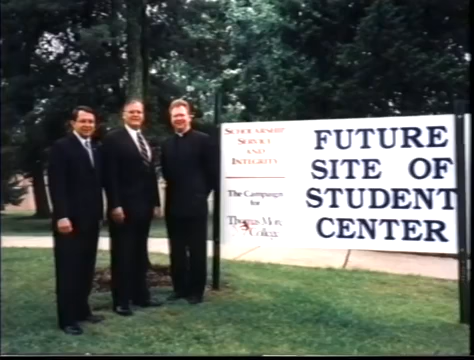 SCHOLARSHIP
SERVICE
AND
INTEGRITY
The Campaign
for
Thomas More
College
FUTURE
SITE OF
STUDENT
CENTER